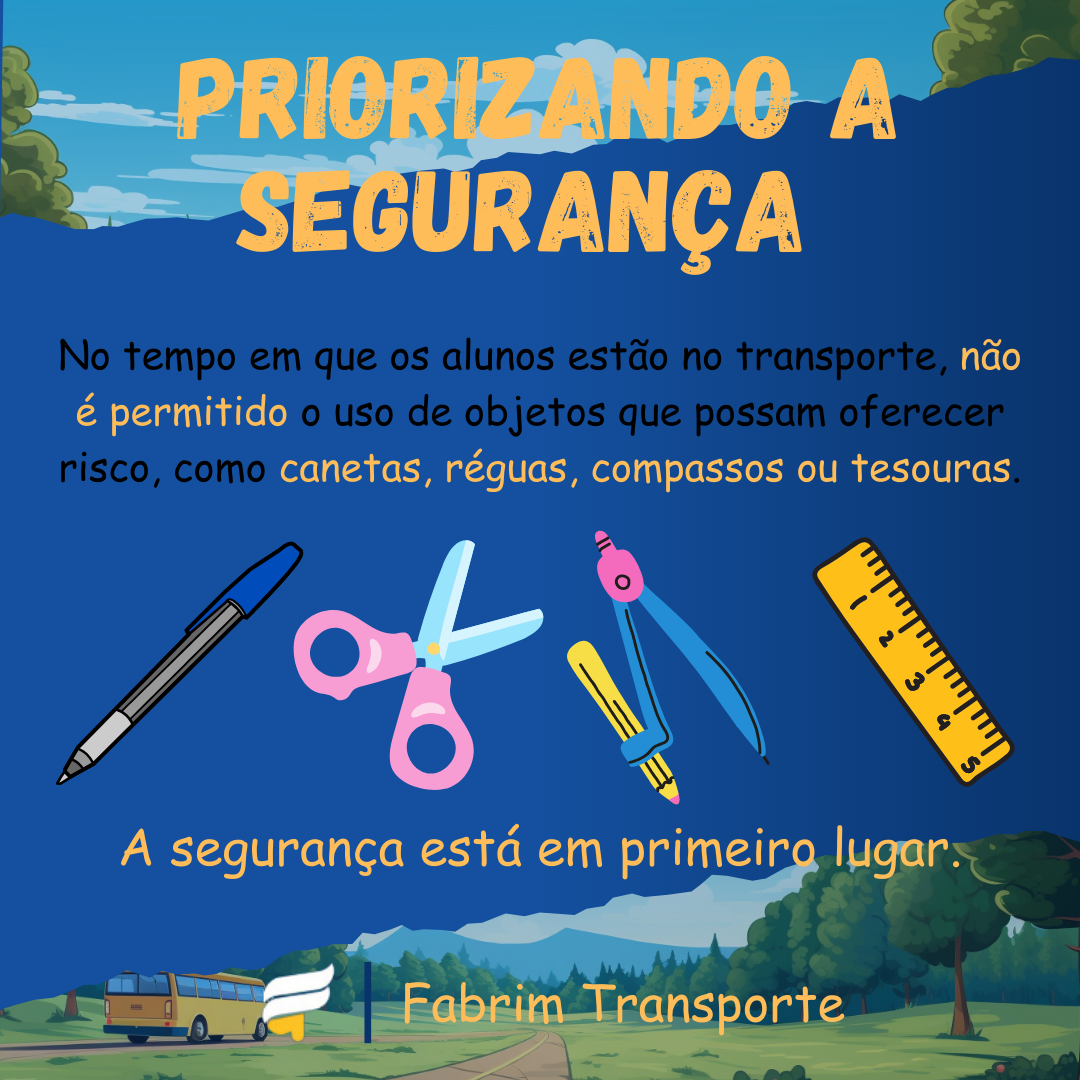 PRIORIZANDO A
SEGURANÇA
No tempo em que os alunos estão no transporte, não
é permitido o uso de objetos que possam oferecer
risco, como canetas, réguas, compassos ou tesouras.
1
2
3
4
5
A segurança está em primeiro lugar.
Fabrim Transporte